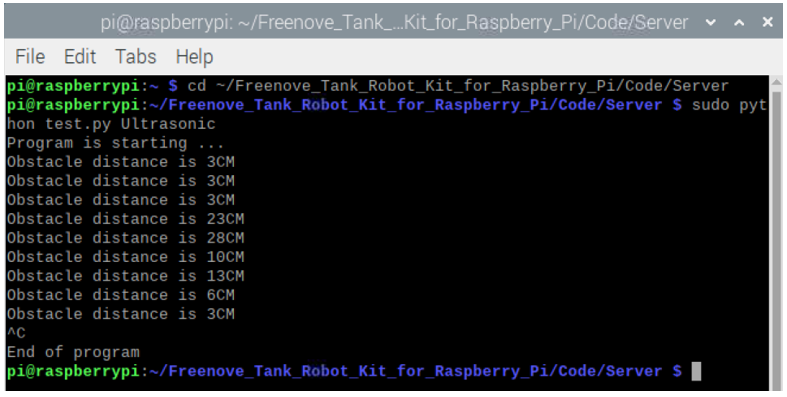 pi@raspberrypi: ~/Freenove_Tank_...Kit_for_Raspberry_Pi/Code/Server
File Edit Tabs Help
pi@raspberrypi:~ $ cd ~/Freenove_Tank_Robot_Kit_for_Raspberry_Pi/Code/Server
pi@raspberrypi:~/Freenove_Tank_Robot_Kit_for_Raspberry_Pi/Code/Server $ sudo pyt
hon test.py Ultrasonic
Program is starting ...
Obstacle distance is 3CM
Obstacle distance is 3CM
Obstacle distance is 3CM
Obstacle distance is 23CM
Obstacle distance is 28CM
Obstacle distance is 10CM
Obstacle distance is 13CM
Obstacle distance is 6CM
Obstacle distance is 3CM
^C
End of program
pi@raspberrypi:~/Freenove_Tank_Robot_Kit_for_Raspberry_Pi/Code/Server $